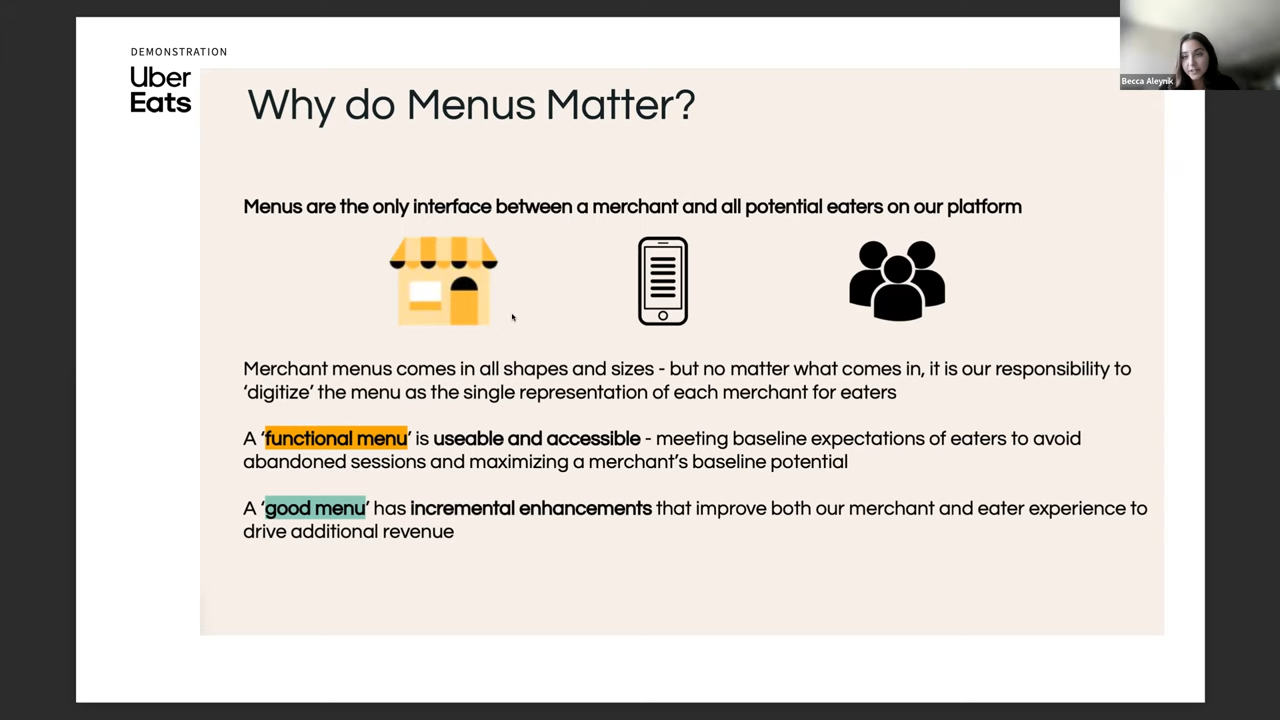 DEMONSTRATION
Uber
Eats
Becca Aleynik
Why do Menus Matter?
Menus are the only interface between a merchant and all potential eaters on our platform
Merchant menus comes in all shapes and sizes - but no matter what comes in, it is our responsibility to
‘digitize’ the menu as the single representation of each merchant for eaters
A ‘functional menu’ is useable and accessible - meeting baseline expectations of eaters to avoid
abandoned sessions and maximizing a merchant’s baseline potential
A ‘good menu’ has incremental enhancements that improve both our merchant and eater experience to
drive additional revenue